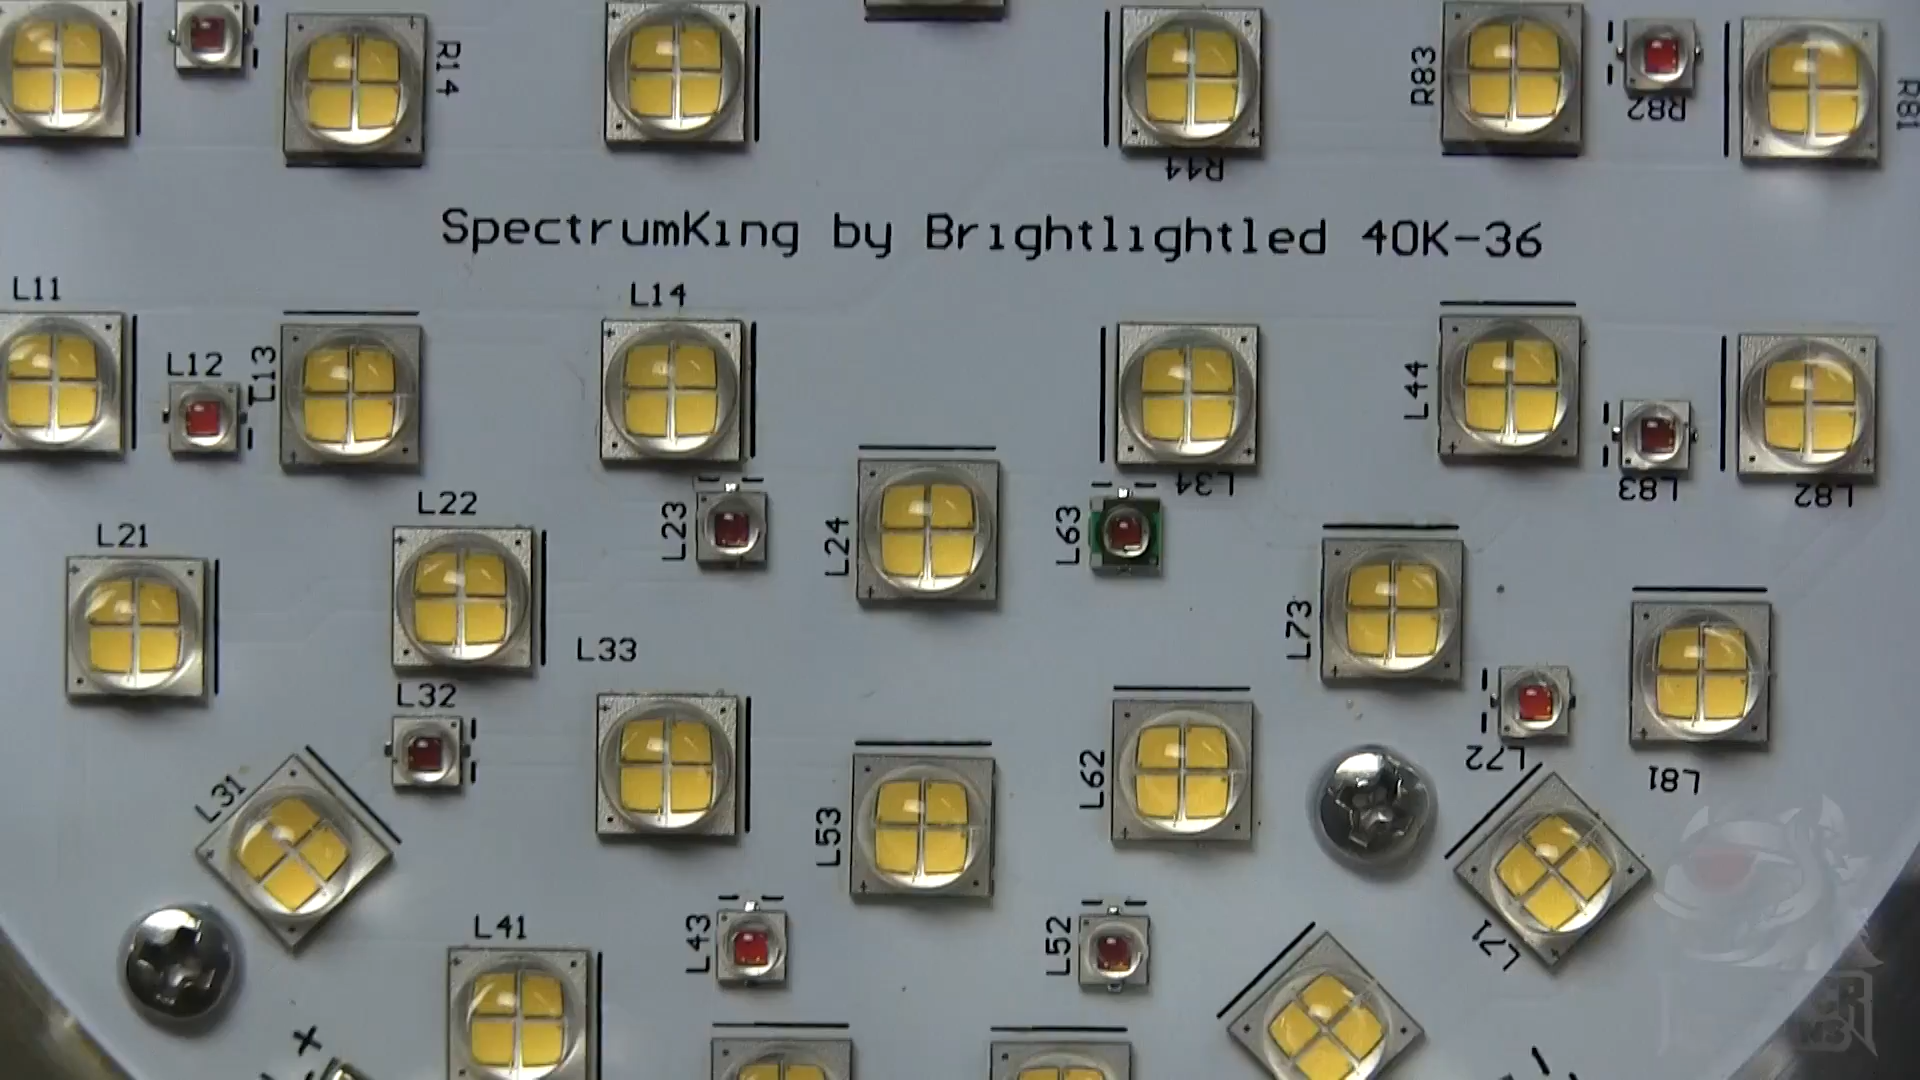 R14
R83
R82
R81
R44
SpectrumKing by Brightlightled 40K-36
L11
L14
L12
L13
L44
L34
L83
L82
L22
L23
L24
L63
L21
L73
L33
L32
L72
L81
L31
L62
L53
L71
L41
L43
L52
+
-